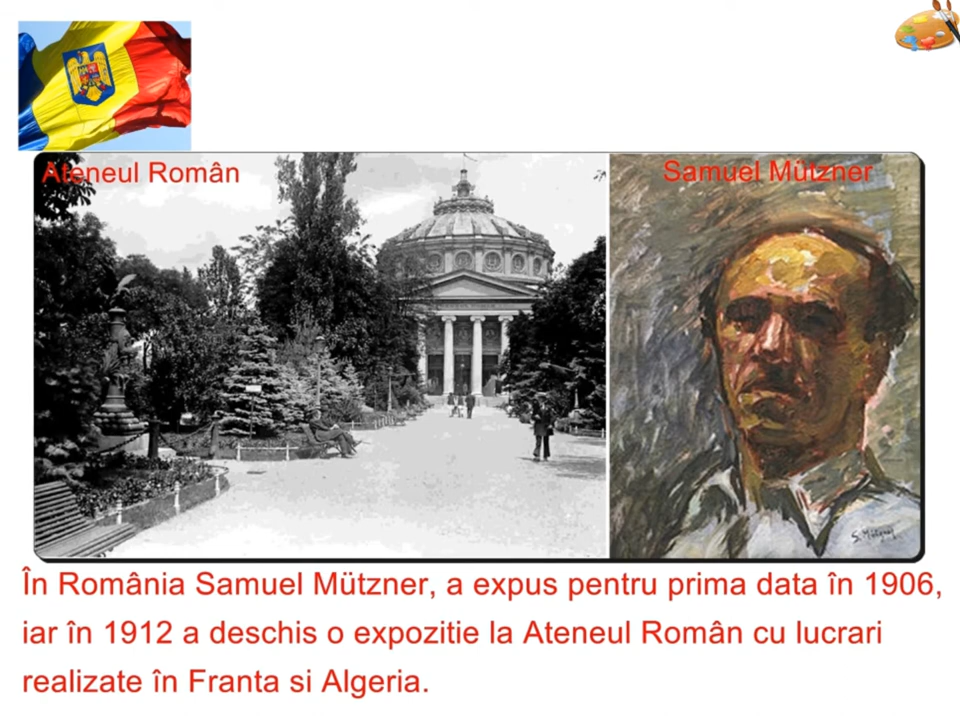 Ateneul Român
Samuel Mützner
S. Mützner
În România Samuel Mützner, a expus pentru prima data în 1906,
iar în 1912 a deschis o expozitie la Ateneul Român cu lucrari
realizate în Franta si Algeria.